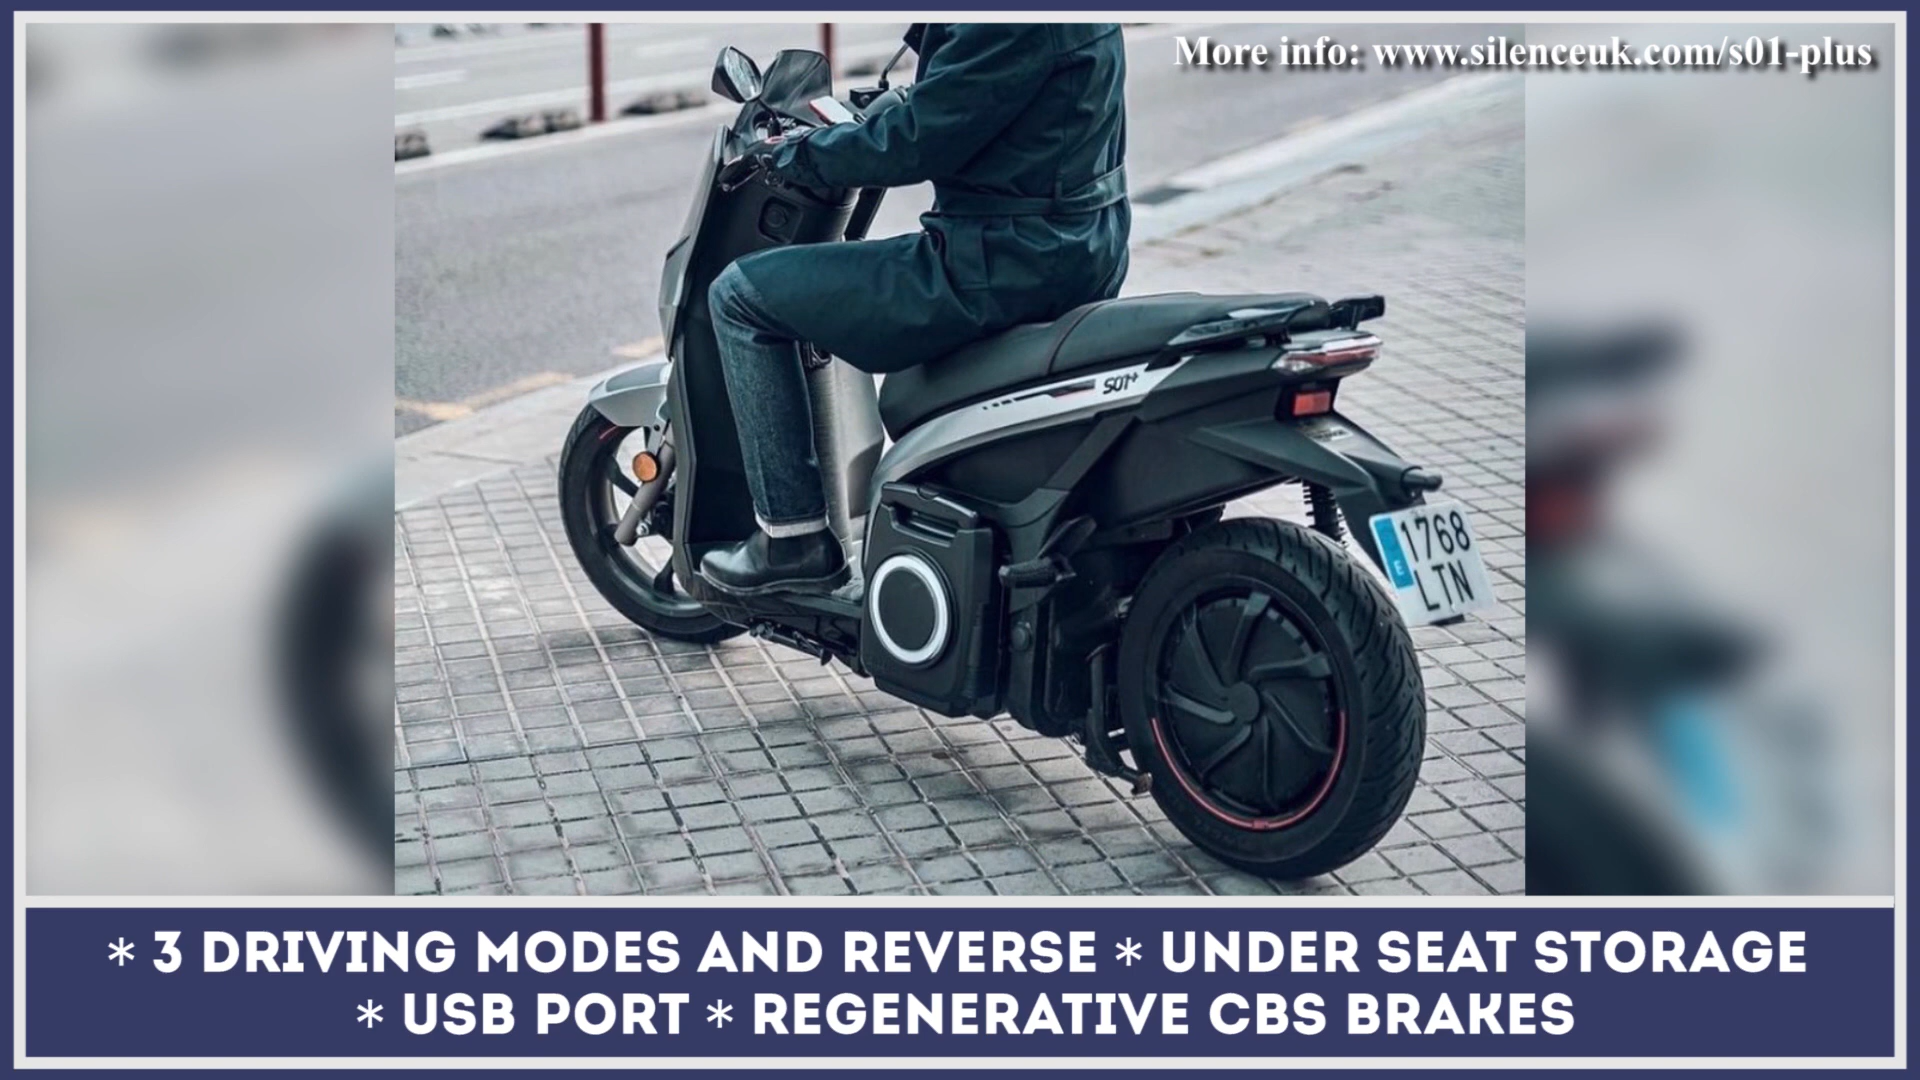 More info: www.silenceuk.com/s01-plus
S01+
1768
LTN
* 3 DRIVING MODES AND REVERSE * UNDER SEAT STORAGE
* USB PORT * REGENERATIVE CBS BRAKES